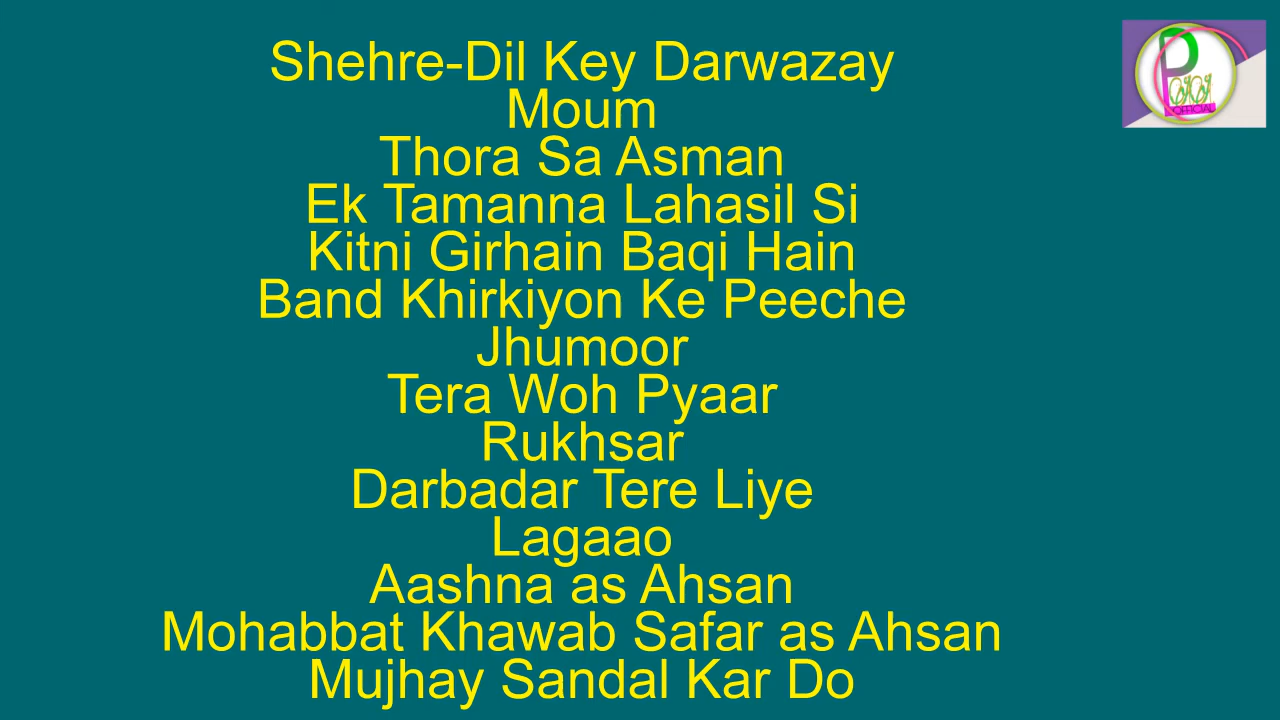 Shehre-Dil Key Darwazay
Moum
Thora Sa Asman
Ek Tamanna Lahasil Si
Kitni Girhain Baqi Hain
Band Khirkiyon Ke Peeche
Jhumoor
Tera Woh Pyaar
Rukhsar
Darbadar Tere Liye
Lagaao
Aashna as Ahsan
Mohabbat Khawab Safar as Ahsan
Mujhay Sandal Kar Do
OFFICIAL